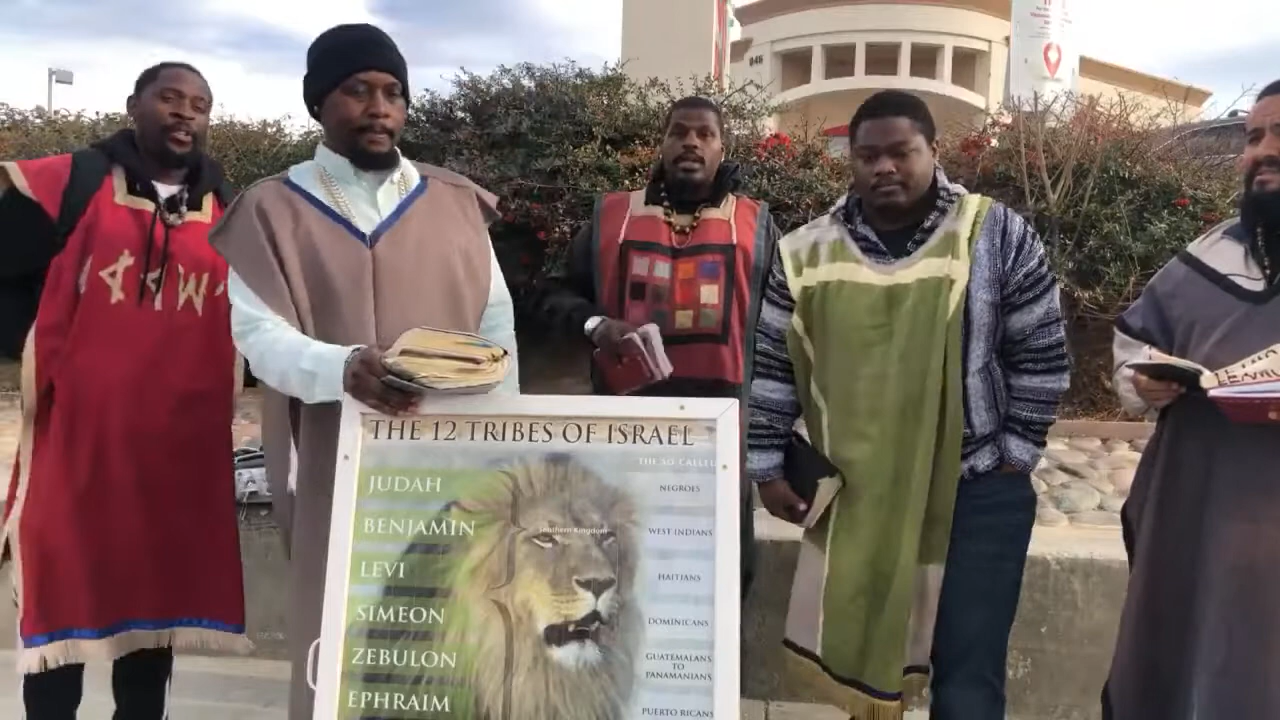 THE 12 TRIBES OF ISRAEL
THE SO CALLED
JUDAH
NEGROES
BENJAMIN
Southern Kingdom
WEST INDIANS
LEVI
HAITIANS
SIMEON
DOMINICANS
ZEBULON
GUATEMALANS
TO
PANAMANIANS
EPHRAIM
PUERTO RICANS